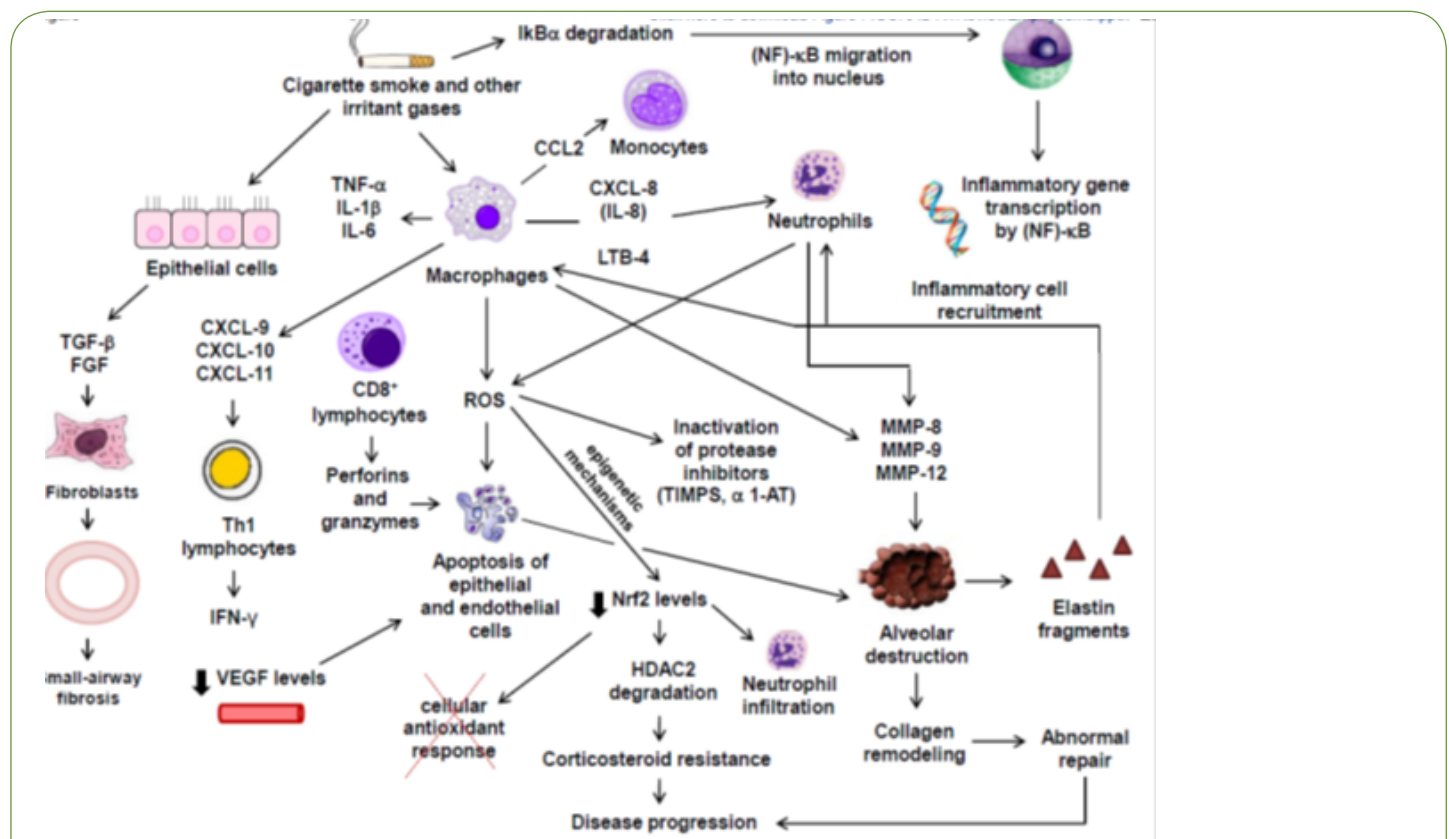 IkBα degradation
(NF)-κB migration
into nucleus
Cigarette smoke and other
irritant gases
CCL2
Monocytes
TNF-α
IL-1β
IL-6
CXCL-8
(IL-8)
Neutrophils
Inflammatory gene
transcription
by (NF)-κB
Epithelial cells
Macrophages
LTB-4
Inflammatory cell
recruitment
TGF-β
FGF
CXCL-9
CXCL-10
CXCL-11
CD8+
lymphocytes
ROS
Inactivation
of protease
inhibitors
(TIMPS, α 1-AT)
MMP-8
MMP-9
MMP-12
epigenetic
mechanisms
Fibroblasts
Perforins
and
granzymes
Th1
lymphocytes
Apoptosis of
epithelial
and endothelial
cells
Nrf2 levels
IFN-γ
Alveolar
destruction
Elastin
fragments
mall-airway
fibrosis
VEGF levels
cellular
antioxidant
response
HDAC2
degradation
Neutrophil
infiltration
Collagen
remodeling
Abnormal
repair
Corticosteroid resistance
Disease progression